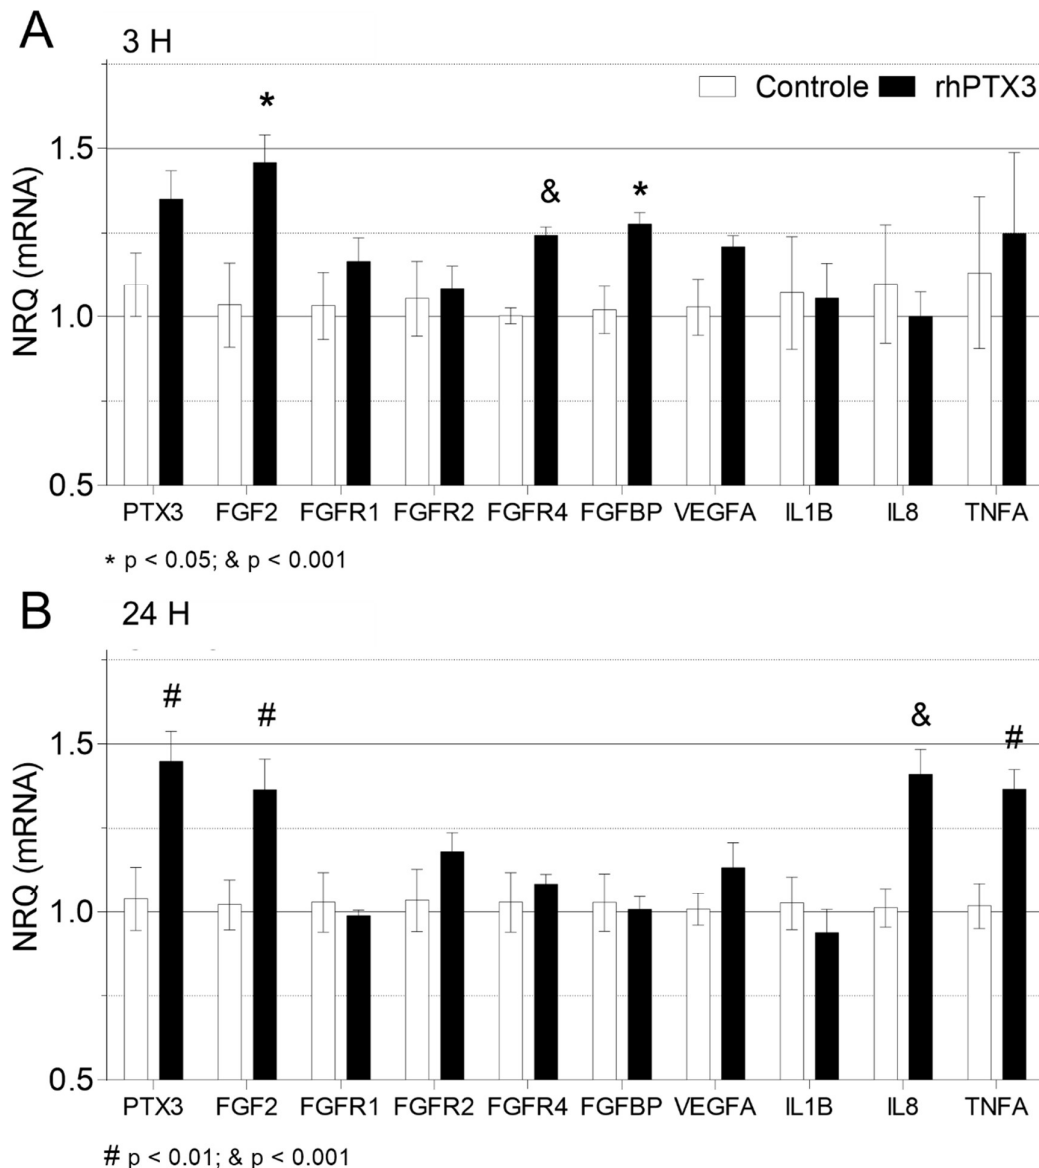 A
3 H
Controle rhPTX3
*
&
*
1.5
1.0
0.5
NRQ (mRNA)
PTX3 FGF2 FGFR1 FGFR2 FGFR4 FGFBP VEGFA IL1B IL8 TNFA
* p < 0.05; & p < 0.001
B
24 H
# # & #
1.5
1.0
0.5
NRQ (mRNA)
PTX3 FGF2 FGFR1 FGFR2 FGFR4 FGFBP VEGFA IL1B IL8 TNFA
# p < 0.01; & p < 0.001